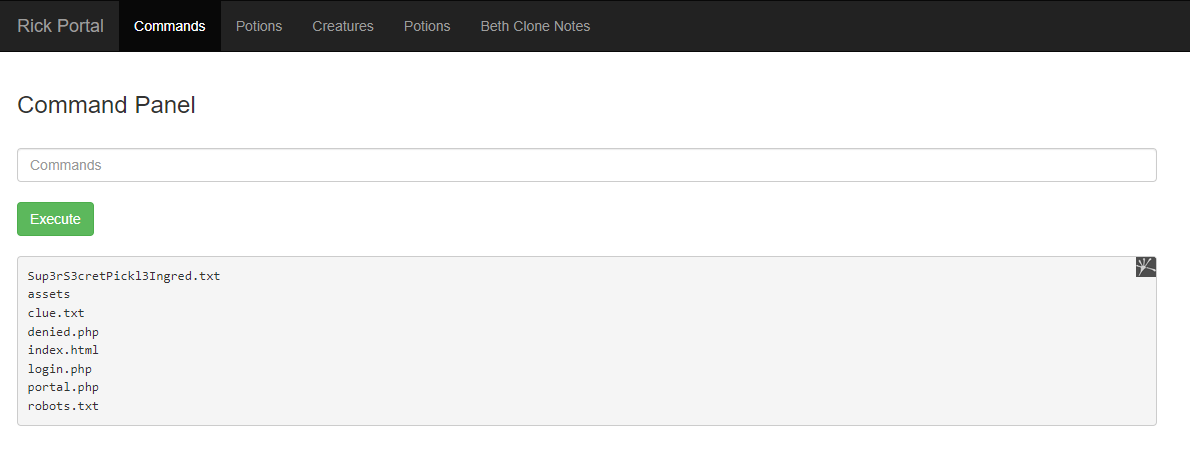 Rick Portal Commands Potions Creatures Potions Beth Clone Notes
Command Panel
Commands
Execute
Sup3rS3cretPickl3Ingred.txt
assets
clue.txt
denied.php
index.html
login.php
portal.php
robots.txt